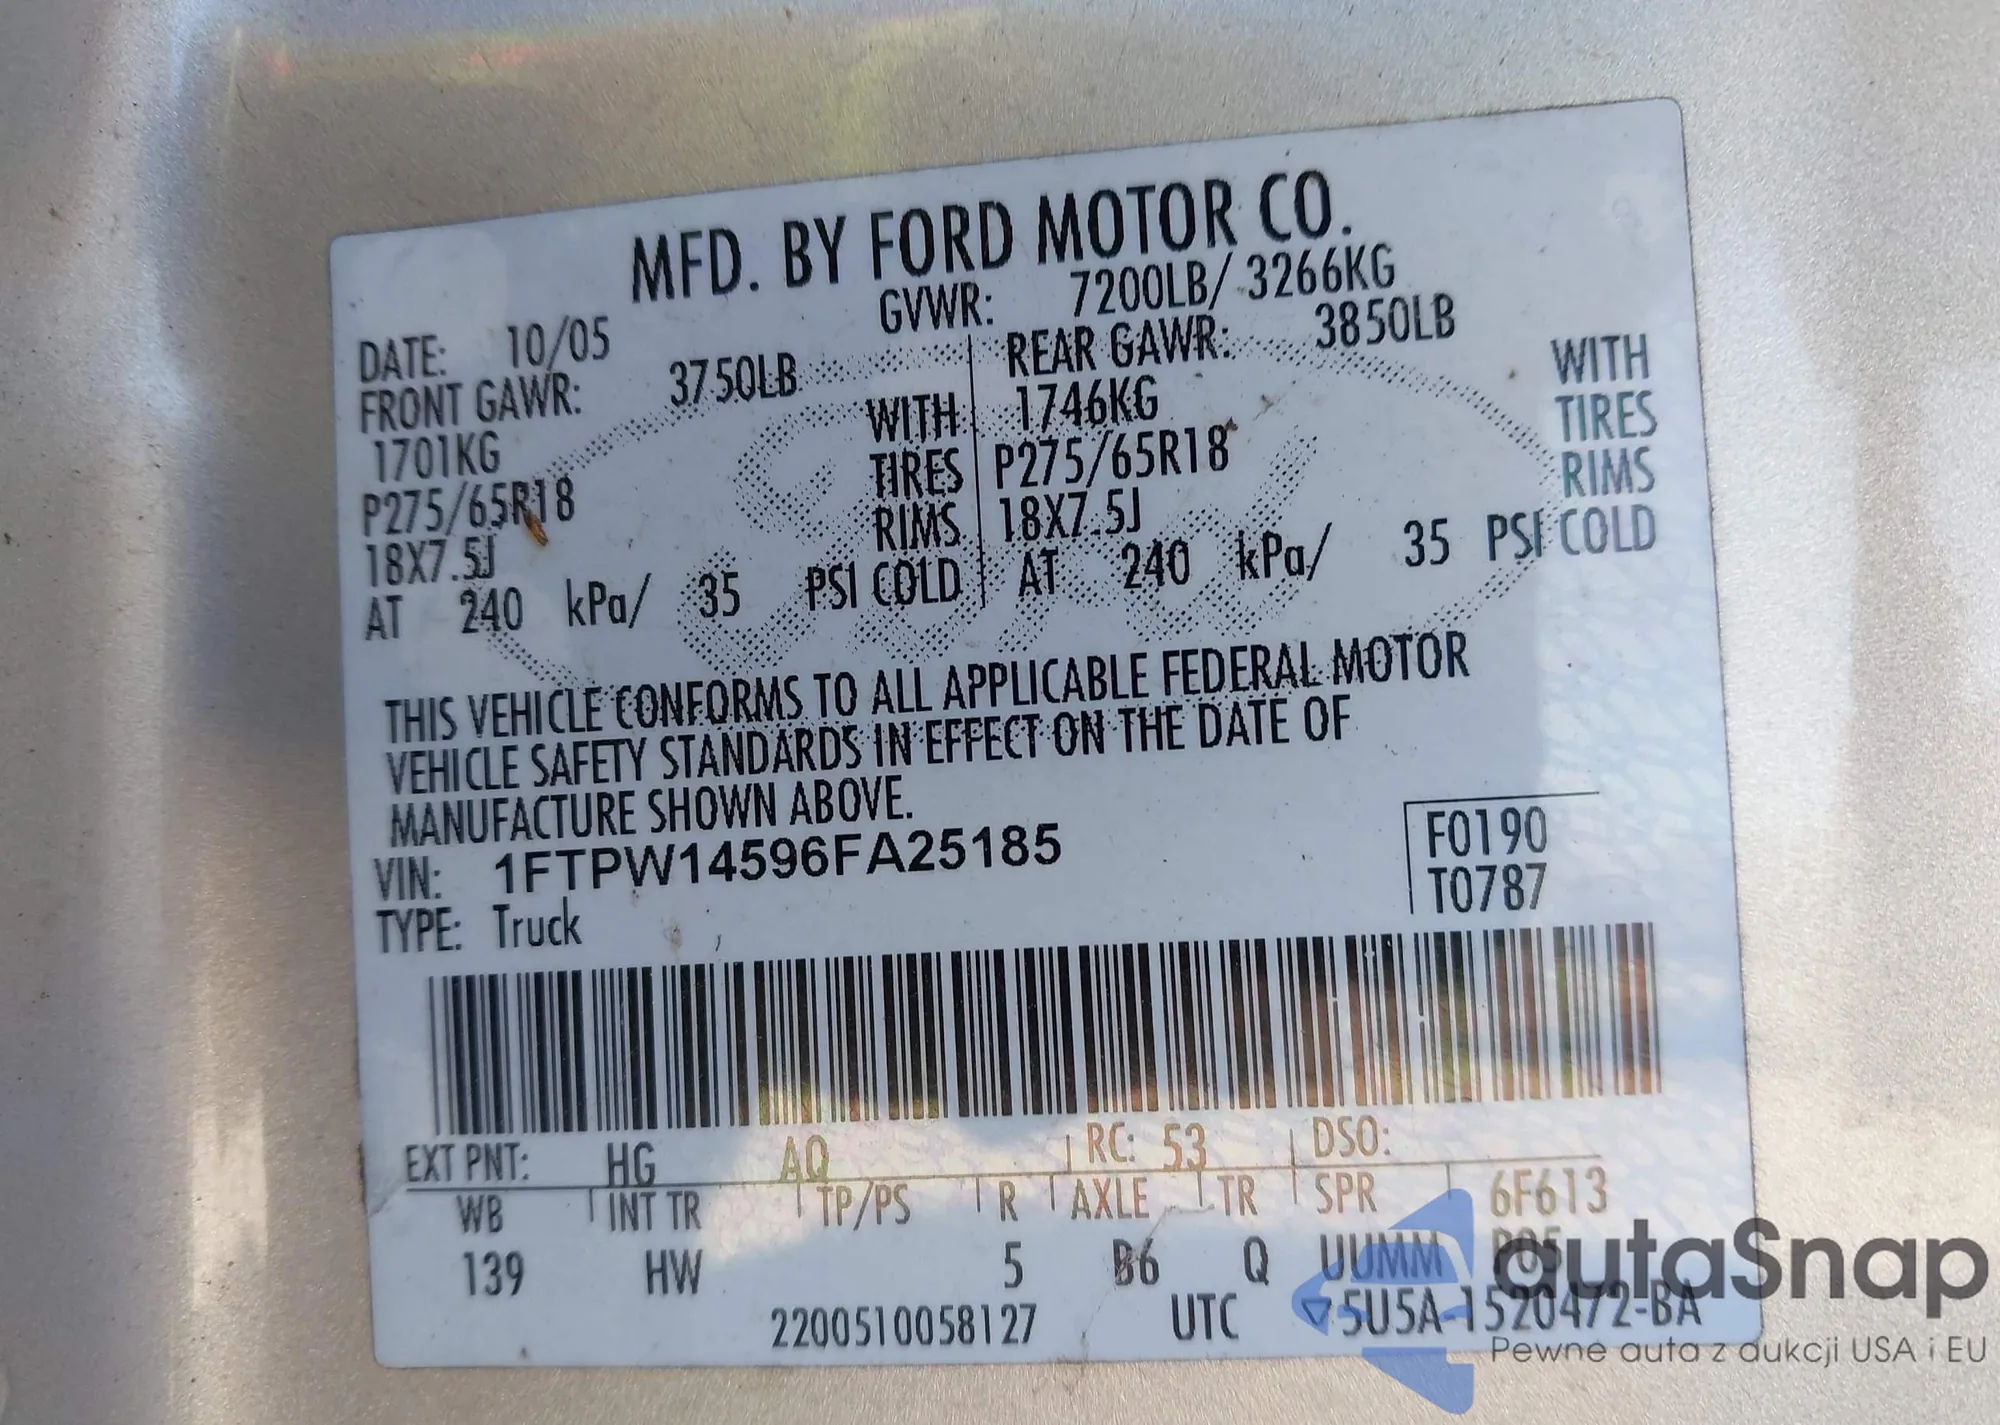 MFD. BY FORD MOTOR CO.
DATE: 10/05 GVWR: 7200LB/ 3266KG
FRONT GAWR: 3750LB REAR GAWR: 3850LB
1701KG WITH 1746KG WITH
P275/65R18 TIRES P275/65R18 TIRES
18X7.5J RIMS 18X7.5J RIMS
AT 240 kPa/ 35 PSI COLD AT 240 kPa/ 35 PSI COLD
THIS VEHICLE CONFORMS TO ALL APPLICABLE FEDERAL MOTOR
VEHICLE SAFETY STANDARDS IN EFFECT ON THE DATE OF
MANUFACTURE SHOWN ABOVE.
VIN: 1FTPW14596FA25185 F0190
TYPE: Truck T0787
EXT PNT: HG AQ RC: 53 DSO:
WB INT TR TP/PS R AXLE TR SPR 6F613
139 HW 5 B6 Q UUMM P05
2200510058127 UTC ▽5U5A-1520472-BA
autaSnap
Pewne auta z aukcji USA i EU